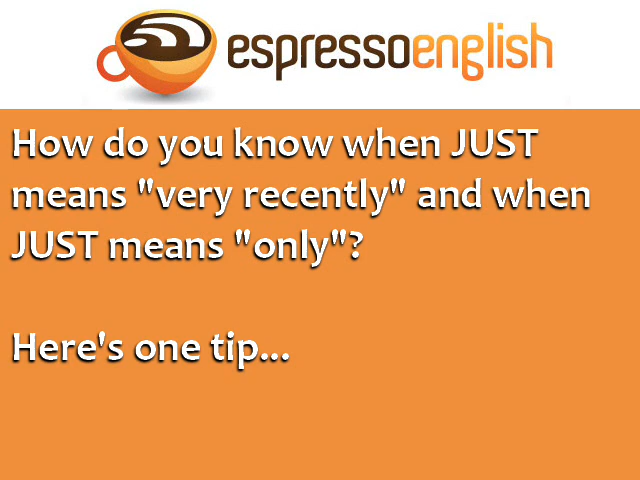 espressoenglish
How do you know when JUST
means "very recently" and when
JUST means "only"?
Here's one tip...